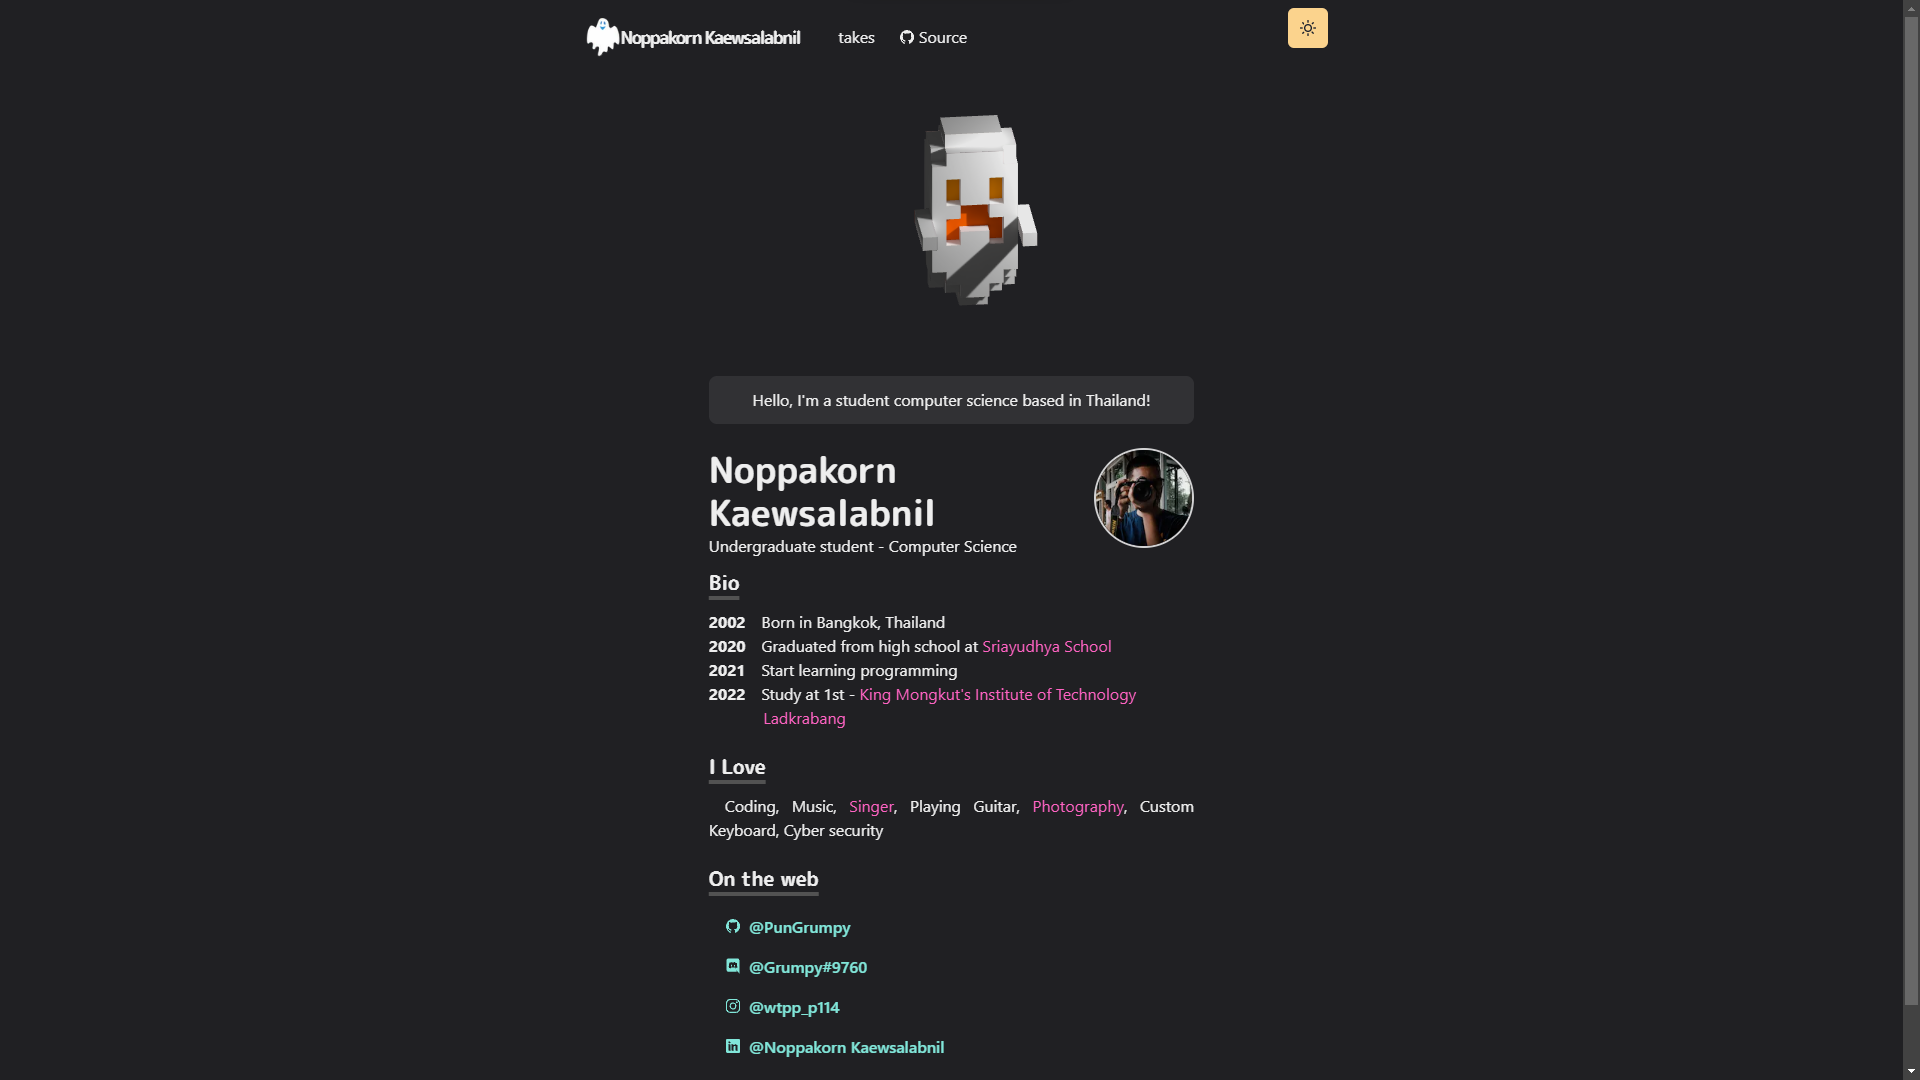 Noppakorn Kaewsalabnil takes Source
Hello, I'm a student computer science based in Thailand!
Noppakorn
Kaewsalabnil
Undergraduate student - Computer Science
Bio
2002 Born in Bangkok, Thailand
2020 Graduated from high school at Sriayudhya School
2021 Start learning programming
2022 Study at 1st - King Mongkut's Institute of Technology
Ladkrabang
I Love
Coding, Music, Singer, Playing Guitar, Photography, Custom
Keyboard, Cyber security
On the web
@PunGrumpy
@Grumpy#9760
@wtpp_p114
@Noppakorn Kaewsalabnil